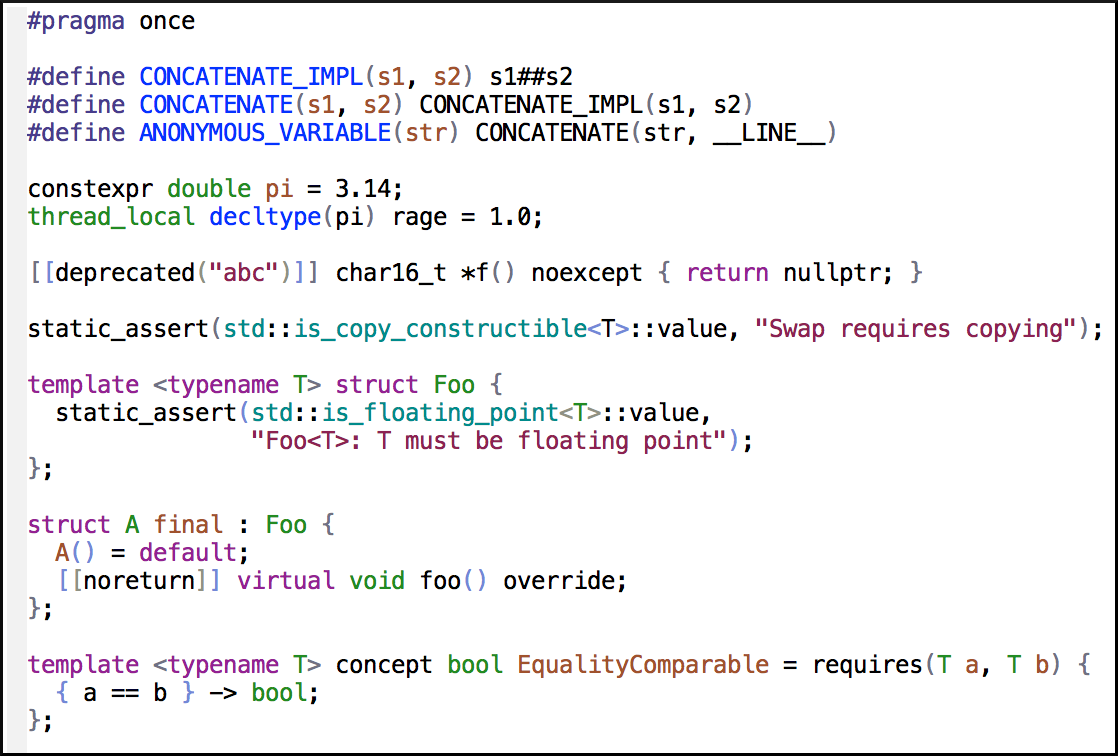 #pragma once

#define CONCATENATE_IMPL(s1, s2) s1##s2
#define CONCATENATE(s1, s2) CONCATENATE_IMPL(s1, s2)
#define ANONYMOUS_VARIABLE(str) CONCATENATE(str, __LINE__)

constexpr double pi = 3.14;
thread_local decltype(pi) rage = 1.0;

[[deprecated("abc")]] char16_t *f() noexcept { return nullptr; }

static_assert(std::is_copy_constructible<T>::value, "Swap requires copying");

template <typename T> struct Foo {
  static_assert(std::is_floating_point<T>::value,
                "Foo<T>: T must be floating point");
};

struct A final : Foo {
  A() = default;
  [[noreturn]] virtual void foo() override;
};

template <typename T> concept bool EqualityComparable = requires(T a, T b) {
  { a == b } -> bool;
};